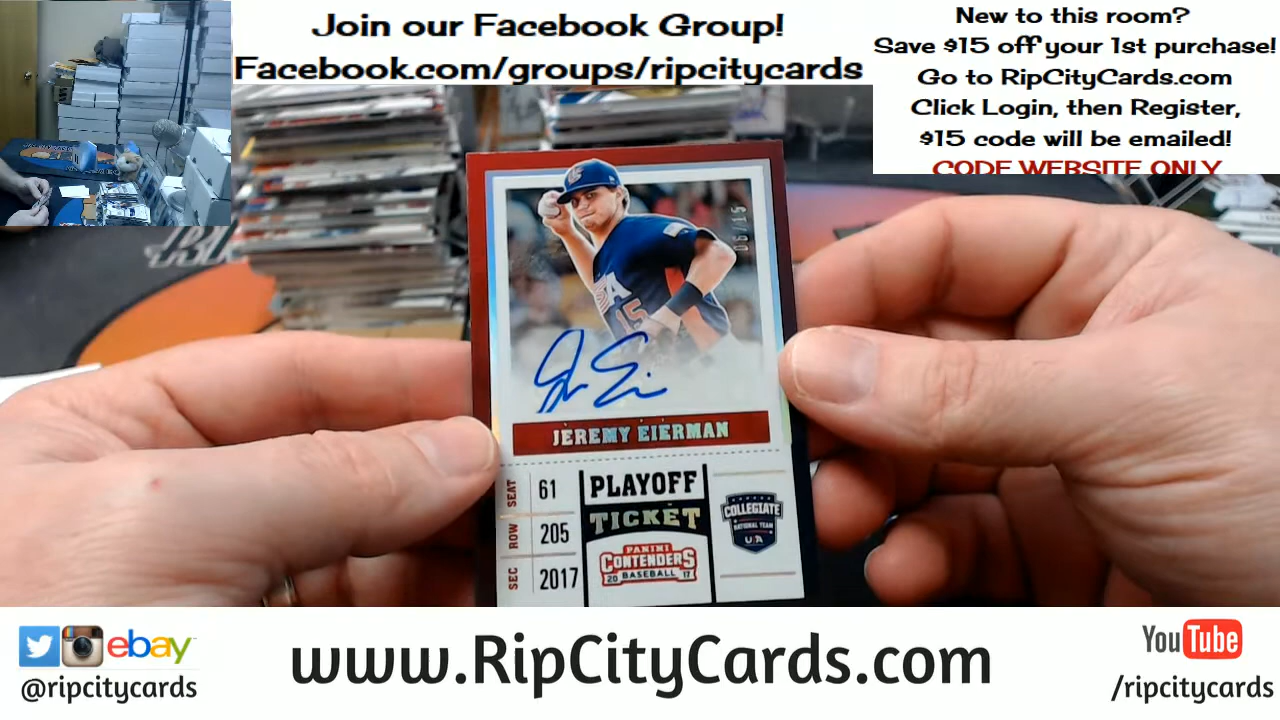 Join our Facebook Group!
Facebook.com/groups/ripcitycards
New to this room?
Save $15 off your 1st purchase!
Go to RipCityCards.com
Click Login, then Register,
$15 code will be emailed!
CODE WEBSITE ONLY
15
JEREMY EIERMAN
SEAT 61
ROW 205
SEC 2017
PLAYOFF
TICKET
PANINI
CONTENDERS
20 BASEBALL 17
COLLEGIATE
NATIONAL TEAM
USA
ebay
@ripcitycards
www.RipCityCards.com
YouTube
/ripcitycards